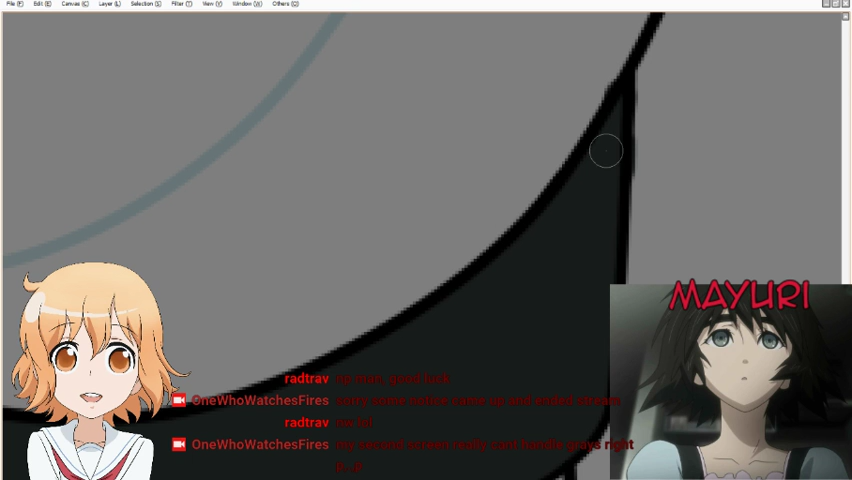 File (F) Edit (E) Canvas (C) Layer (L) Selection (S) Filter (T) View (V) Window (W) Others (O)
MAYURI
radtrav np man, good luck
OneWhoWatchesFires sorry some notice came up and ended stream
radtrav ow lol
OneWhoWatchesFires my second screen really cant handle grays right